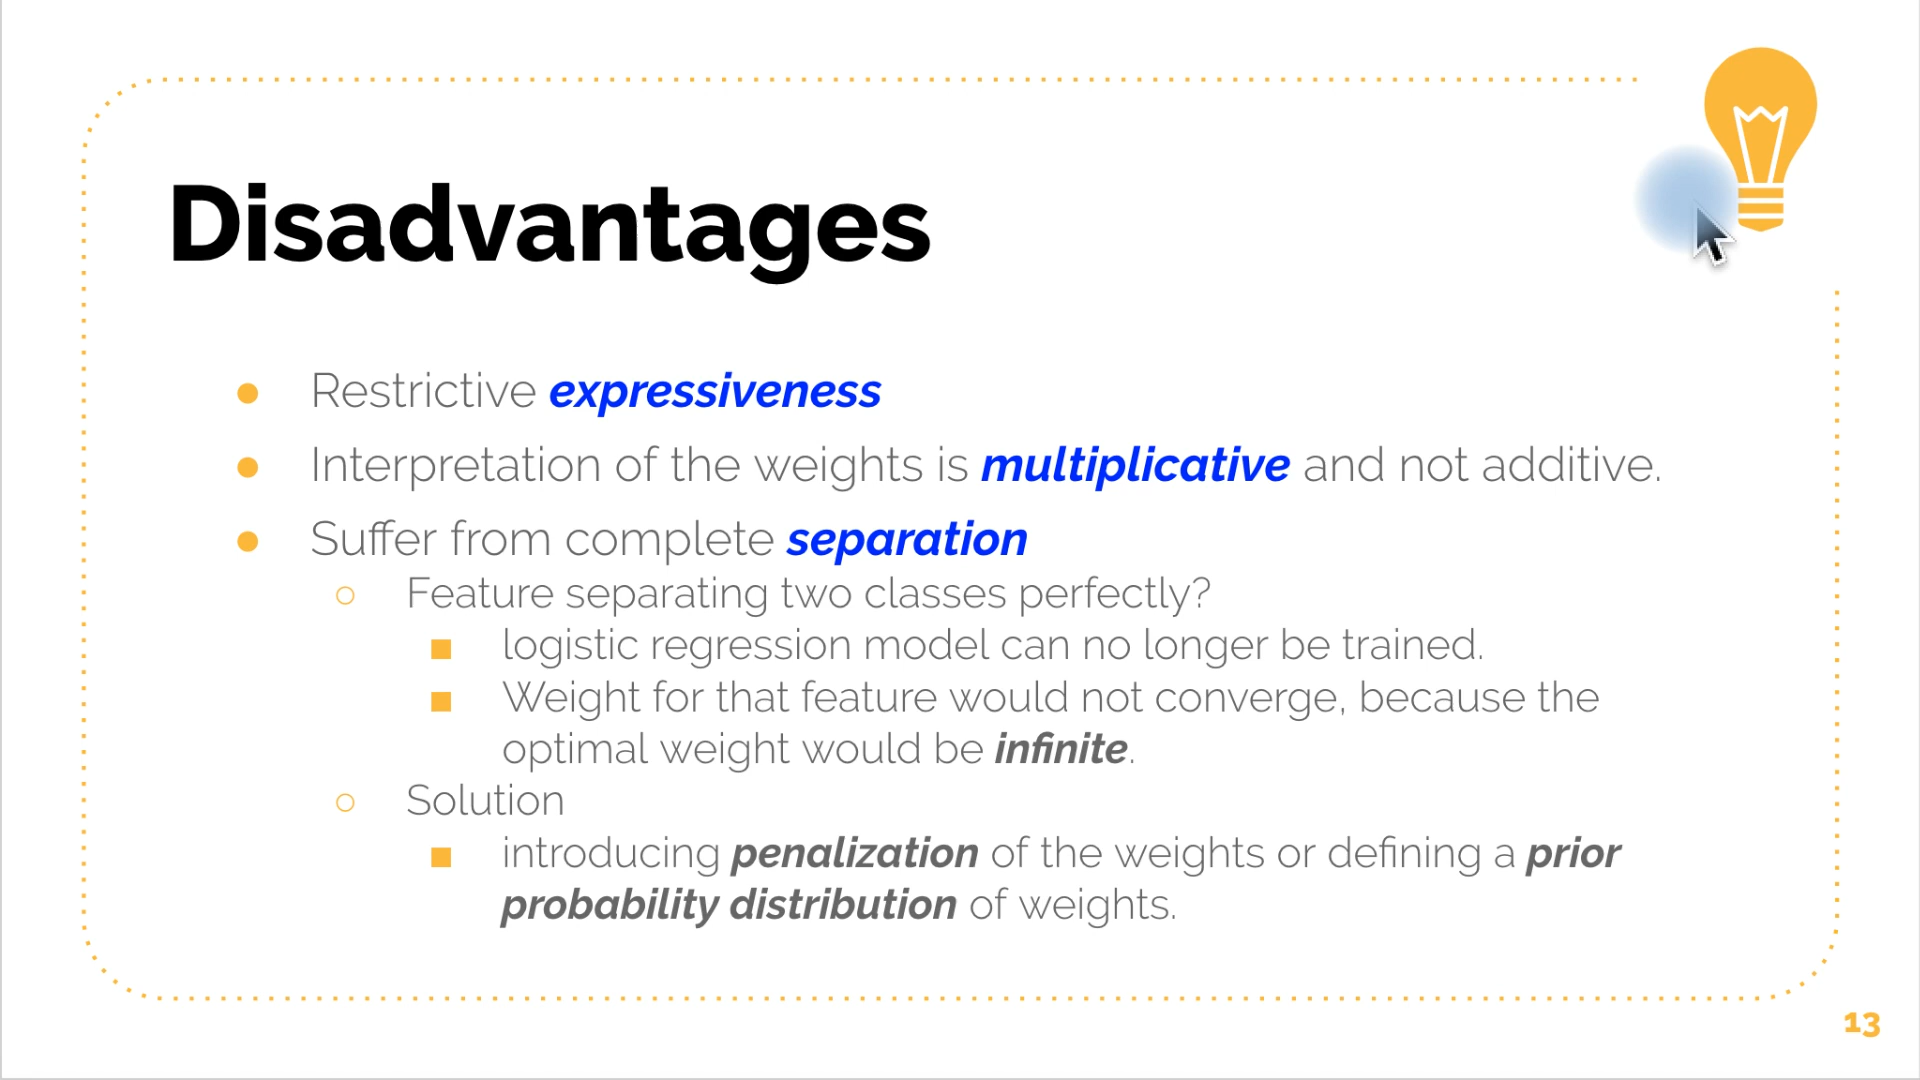 Disadvantages
● Restrictive expressiveness
● Interpretation of the weights is multiplicative and not additive.
● Suffer from complete separation
○ Feature separating two classes perfectly?
■ logistic regression model can no longer be trained.
■ Weight for that feature would not converge, because the
optimal weight would be infinite.
○ Solution
■ introducing penalization of the weights or defining a prior
probability distribution of weights.
13